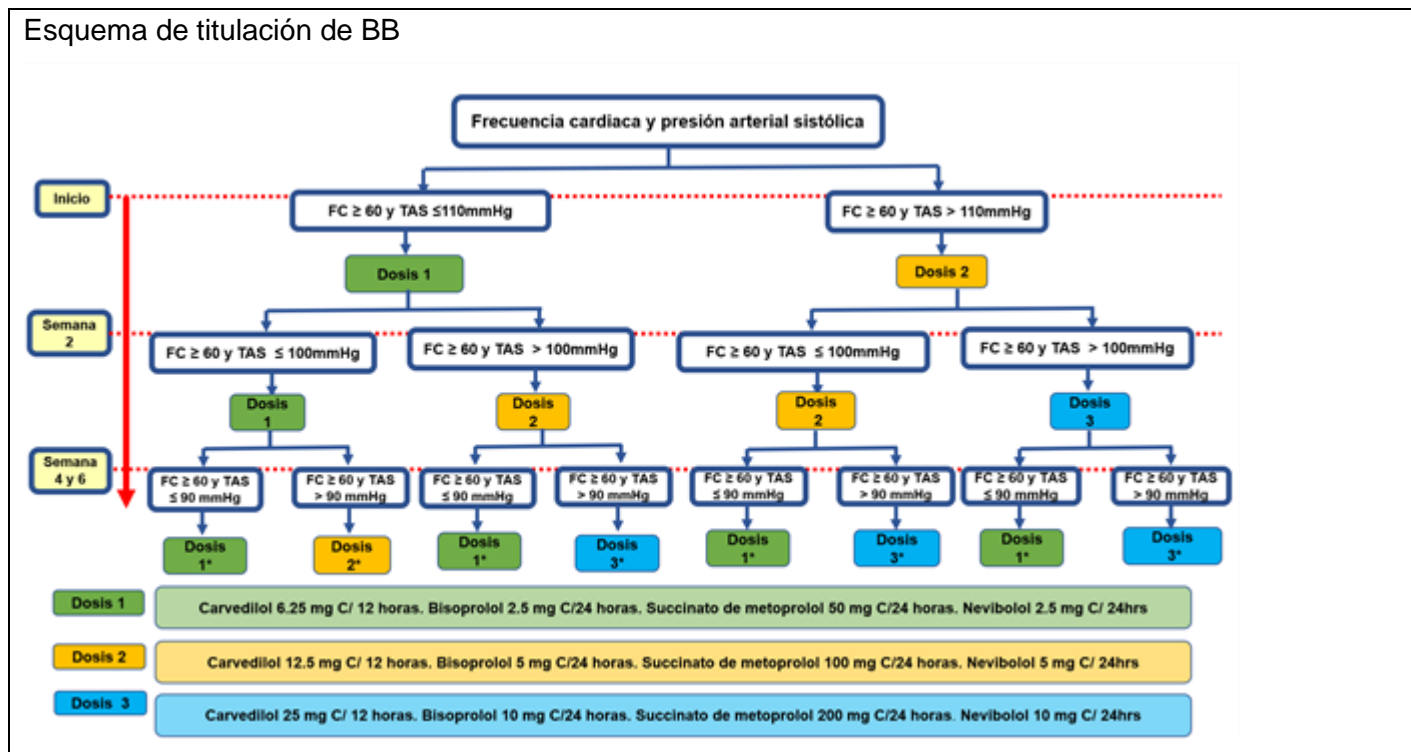 Esquema de titulación de BB
Frecuencia cardiaca y presión arterial sistólica
Inicio
FC ≥ 60 y TAS ≤110mmHg
FC ≥ 60 y TAS > 110mmHg
Dosis 1
Dosis 2
Semana
2
FC ≥ 60 y TAS ≤ 100mmHg
FC ≥ 60 y TAS > 100mmHg
FC ≥ 60 y TAS ≤ 100mmHg
FC ≥ 60 y TAS > 100mmHg
Dosis
1
Dosis
2
Dosis
2
Dosis
3
Semana
4 y 6
FC ≥ 60 y TAS
≤ 90 mmHg
FC ≥ 60 y TAS
> 90 mmHg
FC ≥ 60 y TAS
≤ 90 mmHg
FC ≥ 60 y TAS
> 90 mmHg
FC ≥ 60 y TAS
≤ 90 mmHg
FC ≥ 60 y TAS
> 90 mmHg
FC ≥ 60 y TAS
≤ 90 mmHg
FC ≥ 60 y TAS
> 90 mmHg
Dosis
1*
Dosis
2*
Dosis
1*
Dosis
3*
Dosis
1*
Dosis
3*
Dosis
1*
Dosis
3*
Dosis 1
Carvedilol 6.25 mg C/ 12 horas. Bisoprolol 2.5 mg C/24 horas. Succinato de metoprolol 50 mg C/24 horas. Nevibolol 2.5 mg C/ 24hrs
Dosis 2
Carvedilol 12.5 mg C/ 12 horas. Bisoprolol 5 mg C/24 horas. Succinato de metoprolol 100 mg C/24 horas. Nevibolol 5 mg C/ 24hrs
Dosis 3
Carvedilol 25 mg C/ 12 horas. Bisoprolol 10 mg C/24 horas. Succinato de metoprolol 200 mg C/24 horas. Nevibolol 10 mg C/ 24hrs